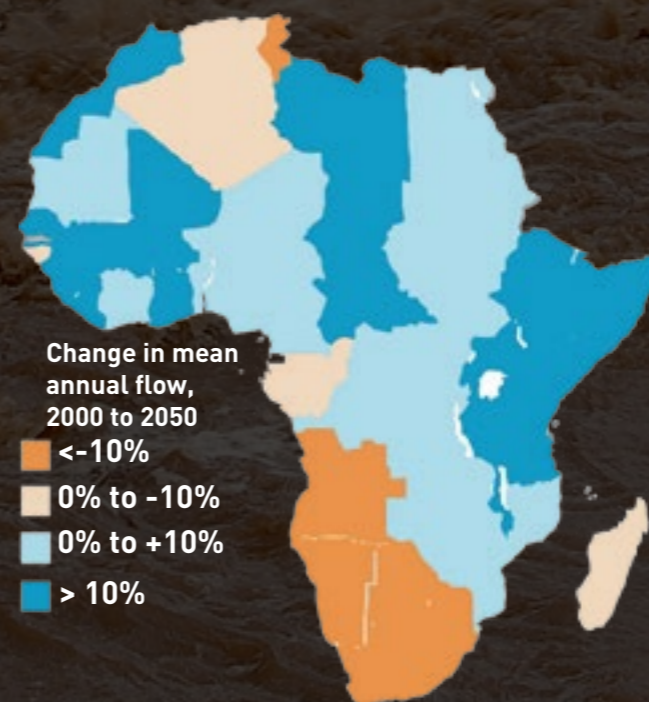 Change in mean
annual flow,
2000 to 2050
<-10%
0% to -10%
0% to +10%
> 10%